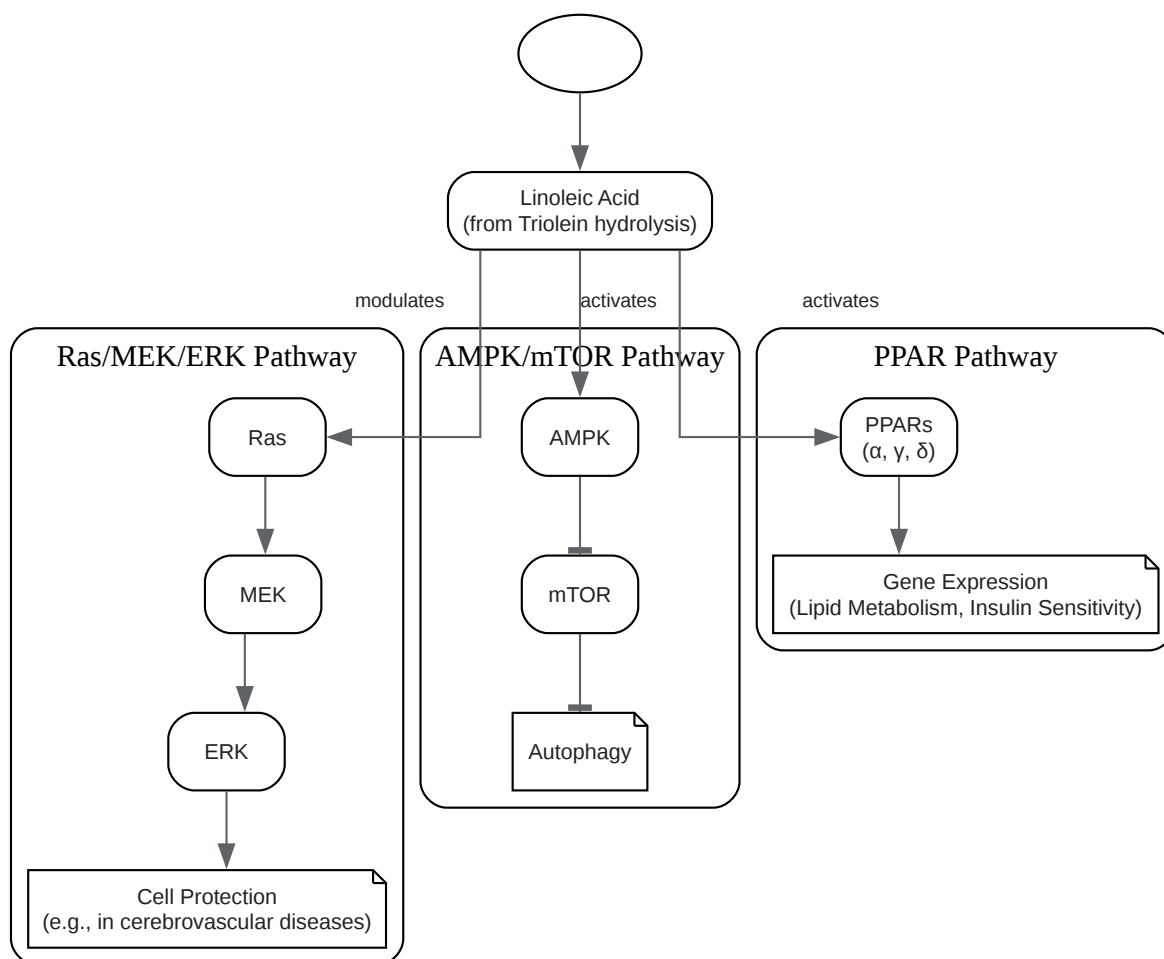 Linoleic Acid
(from Triolein hydrolysis)
modulates
activates
activates
Ras/MEK/ERK Pathway
AMPK/mTOR Pathway
PPAR Pathway
Ras
AMPK
PPARs
(α, γ, δ)
MEK
mTOR
Gene Expression
(Lipid Metabolism, Insulin Sensitivity)
ERK
Autophagy
Cell Protection
(e.g., in cerebrovascular diseases)